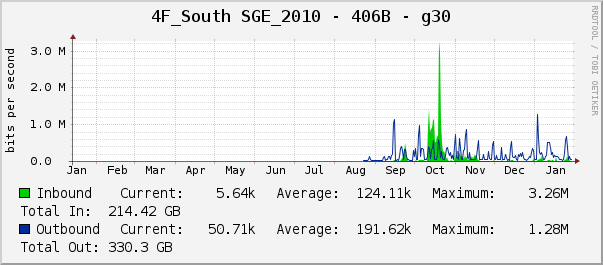 4F_South SGE_2010 - 406B - g30
RRDTOOL / TOBI OETIKER
bits per second
3.0 M
2.0 M
1.0 M
0.0
Jan Feb Mar Apr May Jun Jul Aug Sep Oct Nov Dec Jan
Inbound Current: 5.64k Average: 124.11k Maximum: 3.26M
Total In: 214.42 GB
Outbound Current: 50.71k Average: 191.62k Maximum: 1.28M
Total Out: 330.3 GB